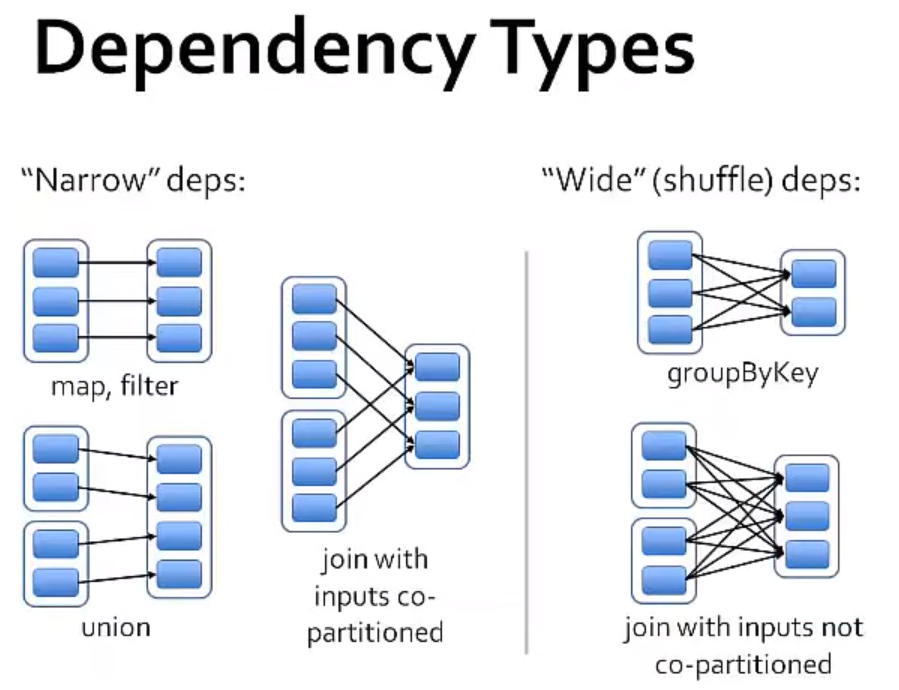 Dependency Types
“Narrow” deps:
“Wide” (shuffle) deps:
map, filter
union
join with
inputs co-
partitioned
groupByKey
join with inputs not
co-partitioned